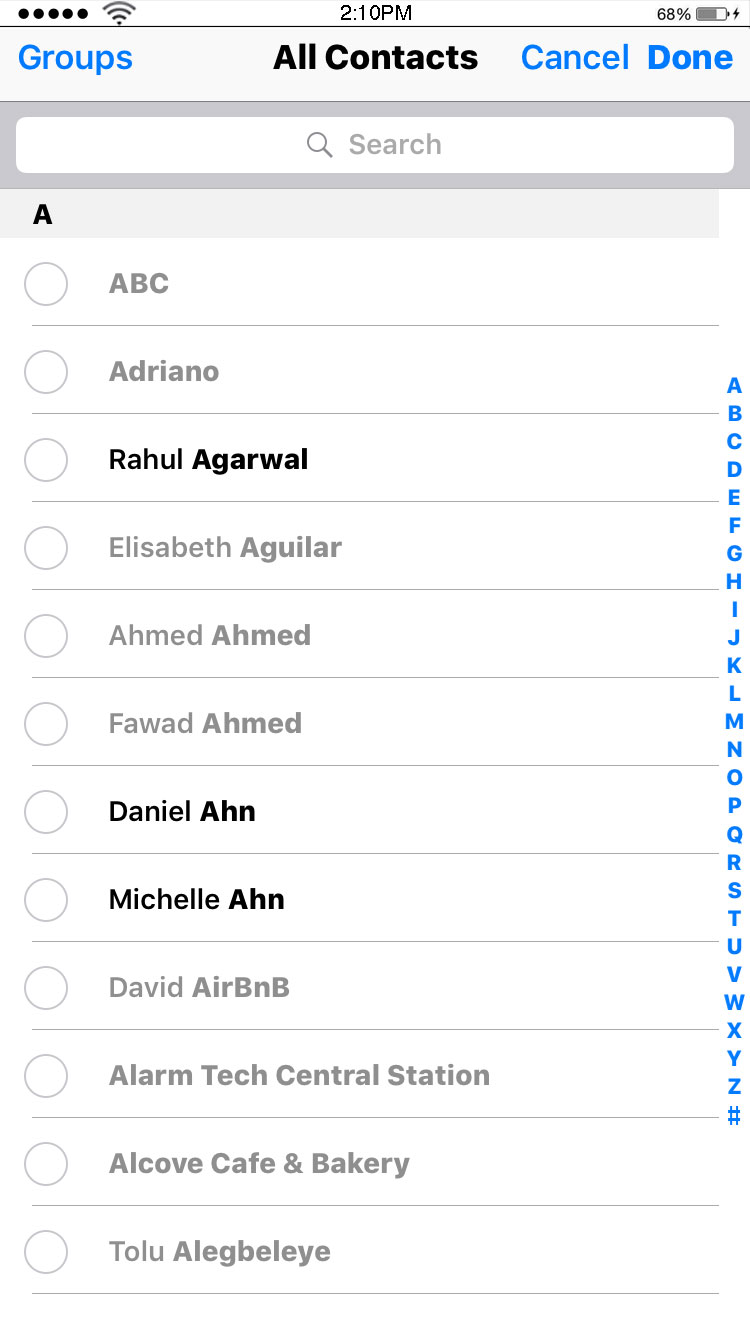 2:10PM 68%
Groups All Contacts Cancel Done
Search
A
ABC
Adriano
Rahul Agarwal
Elisabeth Aguilar
Ahmed Ahmed
Fawad Ahmed
Daniel Ahn
Michelle Ahn
David AirBnB
Alarm Tech Central Station
Alcove Cafe & Bakery
Tolu Alegbeleye
A
B
C
D
E
F
G
H
I
J
K
L
M
N
O
P
Q
R
S
T
U
V
W
X
Y
Z
#